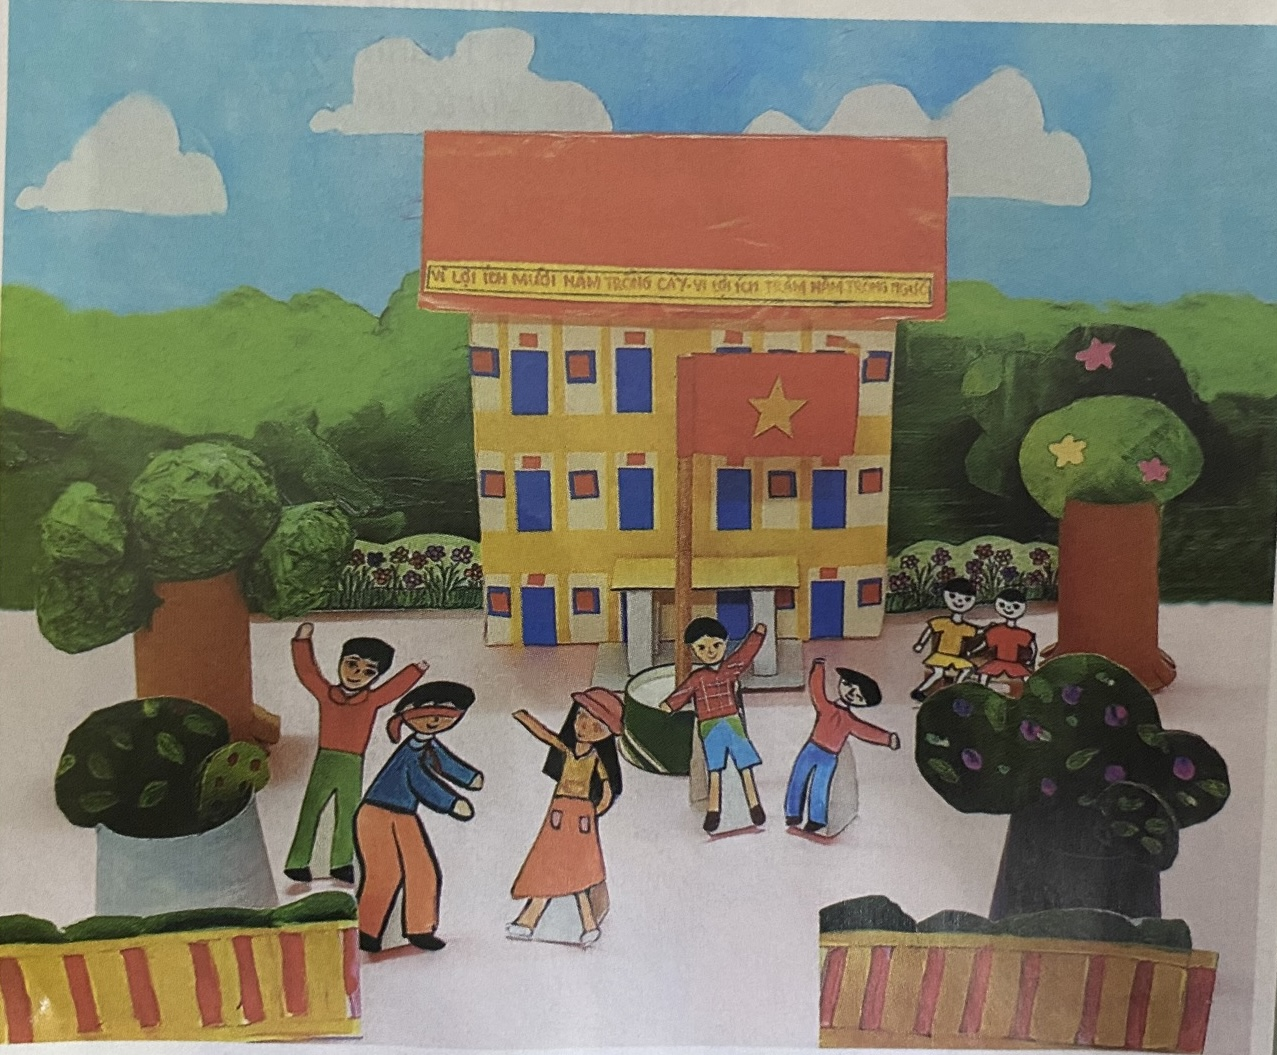 VÌ LỢI ÍCH MƯỜI NĂM TRỒNG CÂY-VÌ LỢI ÍCH TRĂM NĂM TRỒNG NGƯỜI